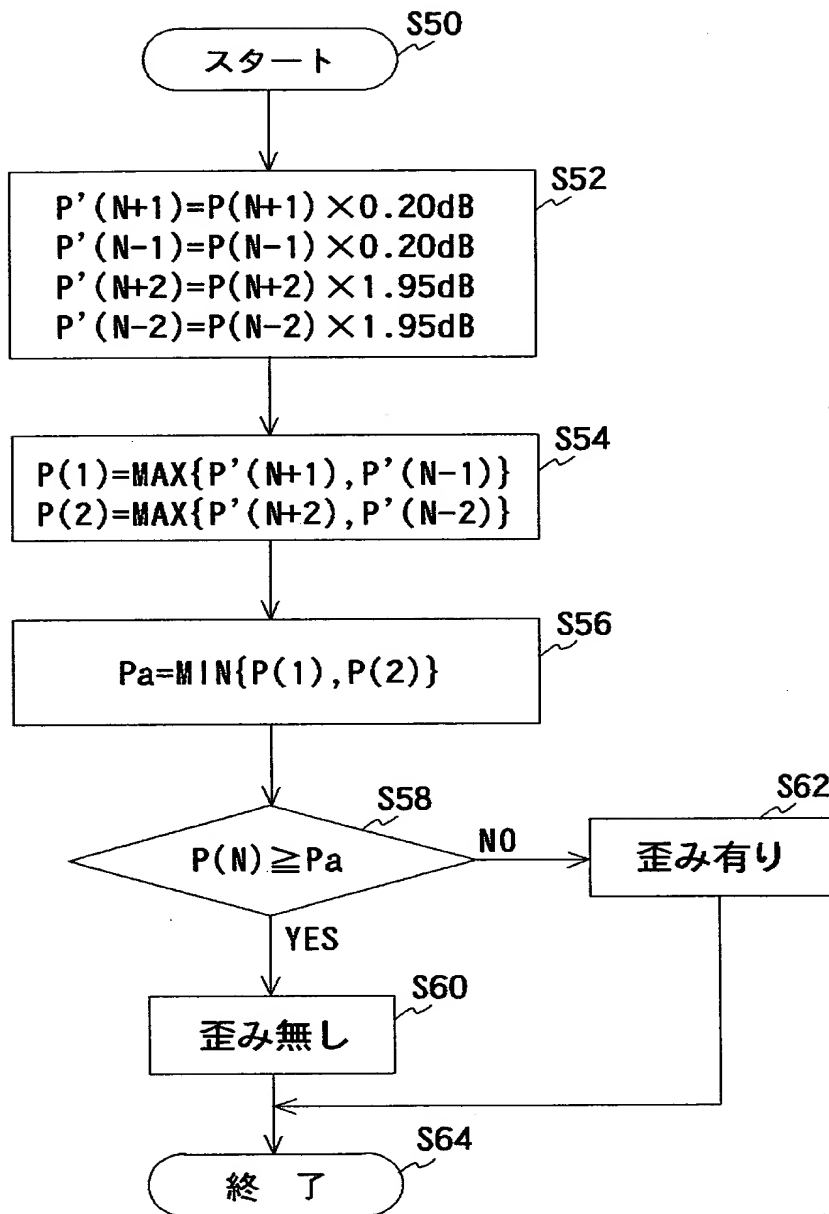 S50
スタート
S52
P'(N+1)=P(N+1)×0.20dB
P'(N-1)=P(N-1)×0.20dB
P'(N+2)=P(N+2)×1.95dB
P'(N-2)=P(N-2)×1.95dB
S54
P(1)=MAX{P'(N+1),P'(N-1)}
P(2)=MAX{P'(N+2),P'(N-2)}
S56
Pa=MIN{P(1),P(2)}
S58
P(N)≧Pa
NO
S62
歪み有り
YES
S60
歪み無し
S64
終 了